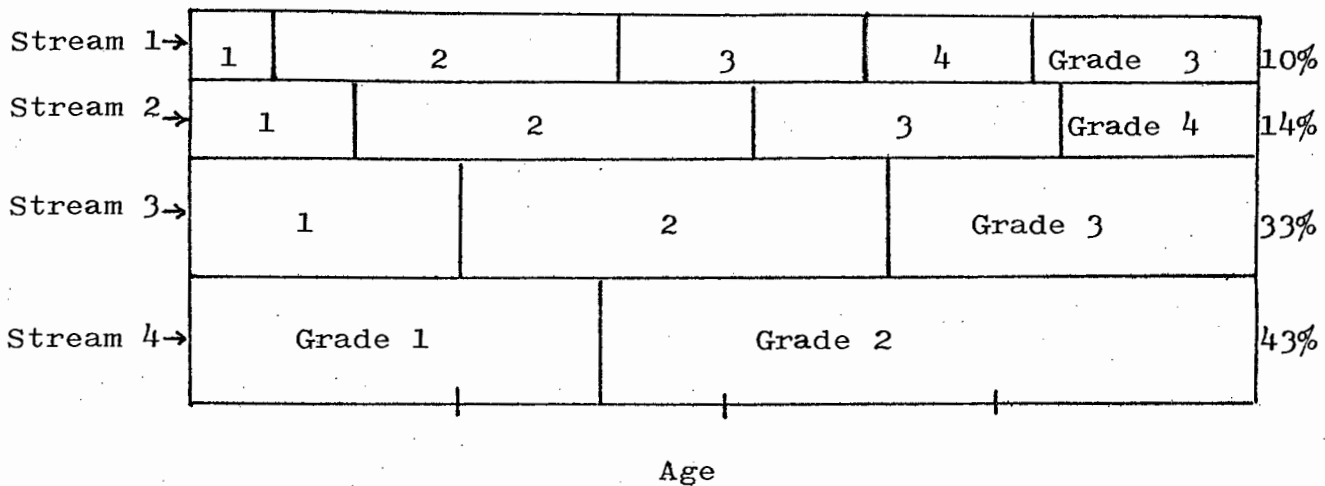 Stream 1→ 1 2 3 4 Grade 3 10%
Stream 2→ 1 2 3 Grade 4 14%
Stream 3→ 1 2 Grade 3 33%
Stream 4→ Grade 1 Grade 2 43%
Age